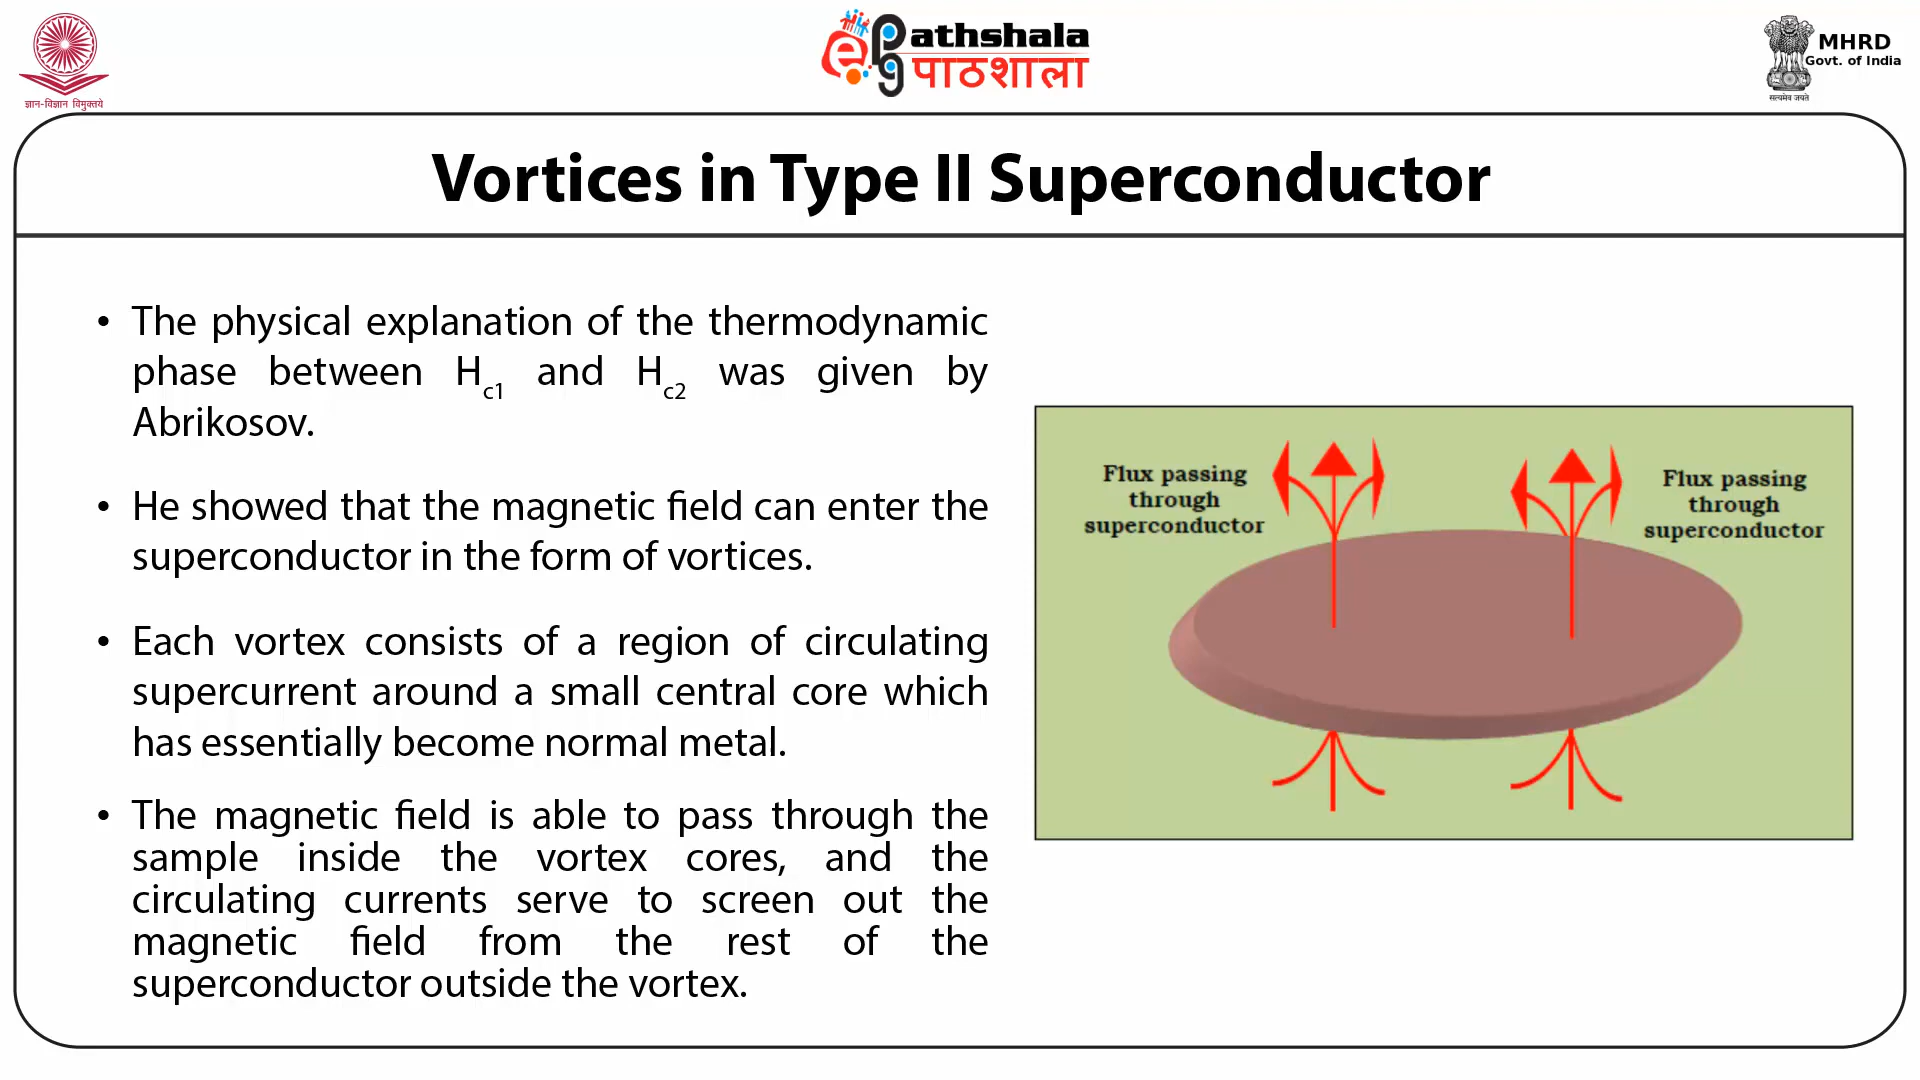 ज्ञान-विज्ञान विमुक्तये
ePathshala
पाठशाला
MHRD
Govt. of India
सत्यमेव जयते
Vortices in Type II Superconductor
• The physical explanation of the thermodynamic
phase between Hc1 and Hc2 was given by
Abrikosov.
• He showed that the magnetic field can enter the
superconductor in the form of vortices.
• Each vortex consists of a region of circulating
supercurrent around a small central core which
has essentially become normal metal.
• The magnetic field is able to pass through the
sample inside the vortex cores, and the
circulating currents serve to screen out the
magnetic field from the rest of the
superconductor outside the vortex.
Flux passing
through
superconductor
Flux passing
through
superconductor